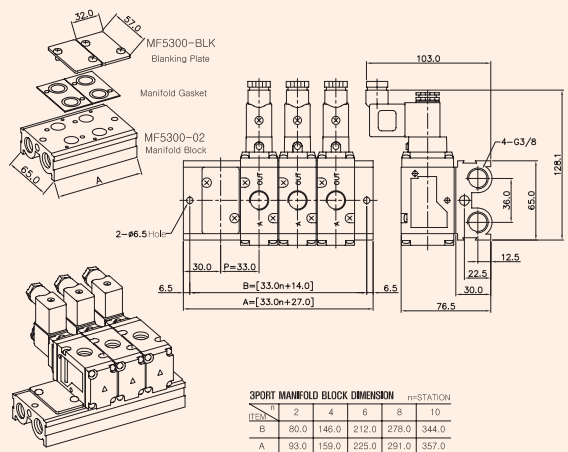 32.0
57.0
MF5300-BLK
Blanking Plate
Manifold Gasket
MF5300-02
Manifold Block
65.0
A
103.0
4-G3/8
128.1
65.0
36.0
12.5
22.5
30.0
76.5
OUT OUT OUT
A A A
2-ø6.5 Hole
30.0 P=33.0
6.5 B=[33.0n+14.0] 6.5
A=[33.0n+27.0]
3PORT MANIFOLD BLOCK DIMENSION n=STATION
ITEM n 2 4 6 8 10
B 80.0 146.0 212.0 278.0 344.0
A 93.0 159.0 225.0 291.0 357.0